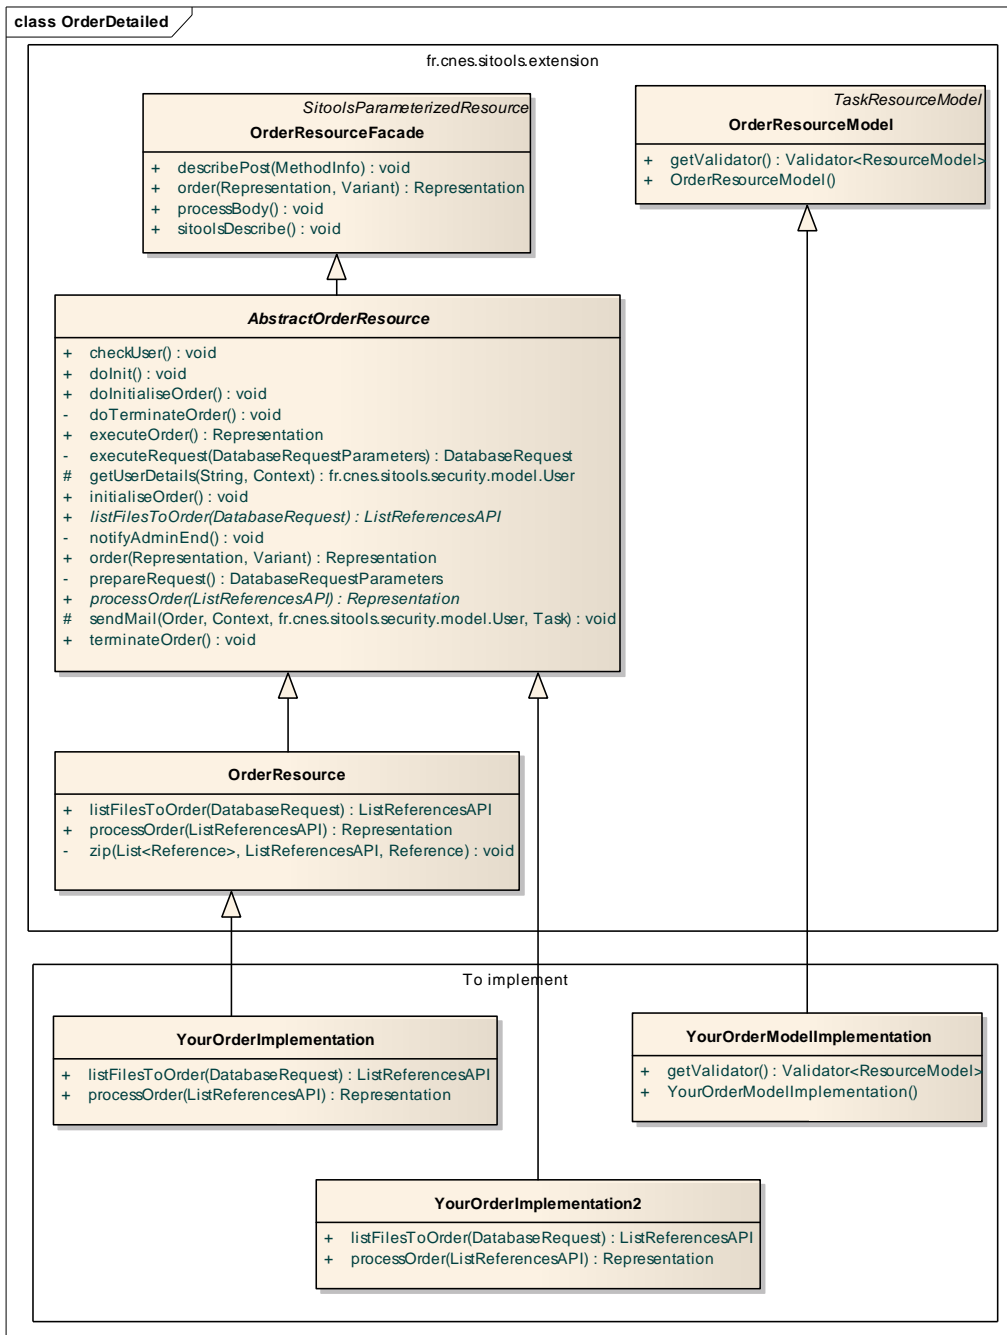 class OrderDetailed
fr.cnes.sitools.extension
SitoolsParameterizedResource
OrderResourceFacade
+ describePost(MethodInfo) : void
+ order(Representation, Variant) : Representation
+ processBody() : void
+ sitoolsDescribe() : void
TaskResourceModel
OrderResourceModel
+ getValidator() : Validator<ResourceModel>
+ OrderResourceModel()
AbstractOrderResource
+ checkUser() : void
+ doInit() : void
+ doInitialiseOrder() : void
- doTerminateOrder() : void
+ executeOrder() : Representation
- executeRequest(DatabaseRequestParameters) : DatabaseRequest
# getUserDetails(String, Context) : fr.cnes.sitools.security.model.User
+ initialiseOrder() : void
+ listFilesToOrder(DatabaseRequest) : ListReferencesAPI
- notifyAdminEnd() : void
+ order(Representation, Variant) : Representation
- prepareRequest() : DatabaseRequestParameters
+ processOrder(ListReferencesAPI) : Representation
# sendMail(Order, Context, fr.cnes.sitools.security.model.User, Task) : void
+ terminateOrder() : void
OrderResource
+ listFilesToOrder(DatabaseRequest) : ListReferencesAPI
+ processOrder(ListReferencesAPI) : Representation
- zip(List<Reference>, ListReferencesAPI, Reference) : void
To implement
YourOrderImplementation
+ listFilesToOrder(DatabaseRequest) : ListReferencesAPI
+ processOrder(ListReferencesAPI) : Representation
YourOrderModelImplementation
+ getValidator() : Validator<ResourceModel>
+ YourOrderModelImplementation()
YourOrderImplementation2
+ listFilesToOrder(DatabaseRequest) : ListReferencesAPI
+ processOrder(ListReferencesAPI) : Representation